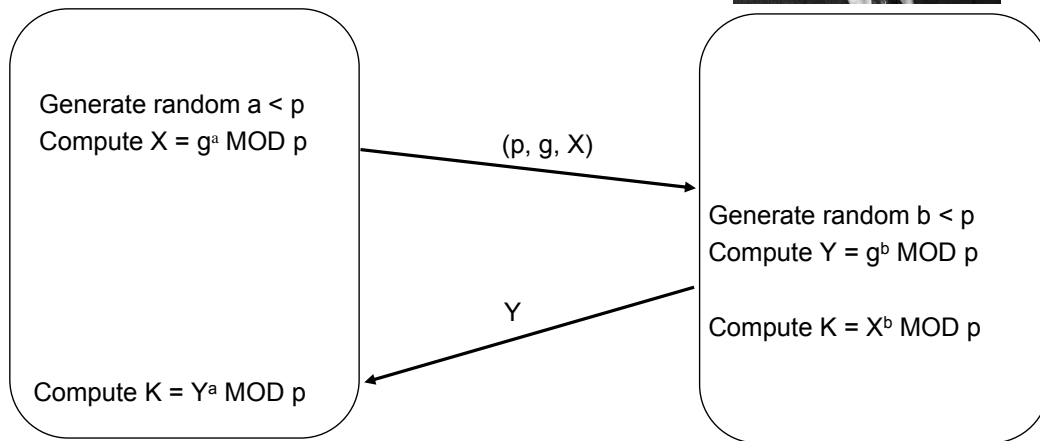 Generate random a < p
Compute X = gᵃ MOD p
(p, g, X)
Generate random b < p
Compute Y = gᵇ MOD p
Y
Compute K = Xᵇ MOD p
Compute K = Yᵃ MOD p